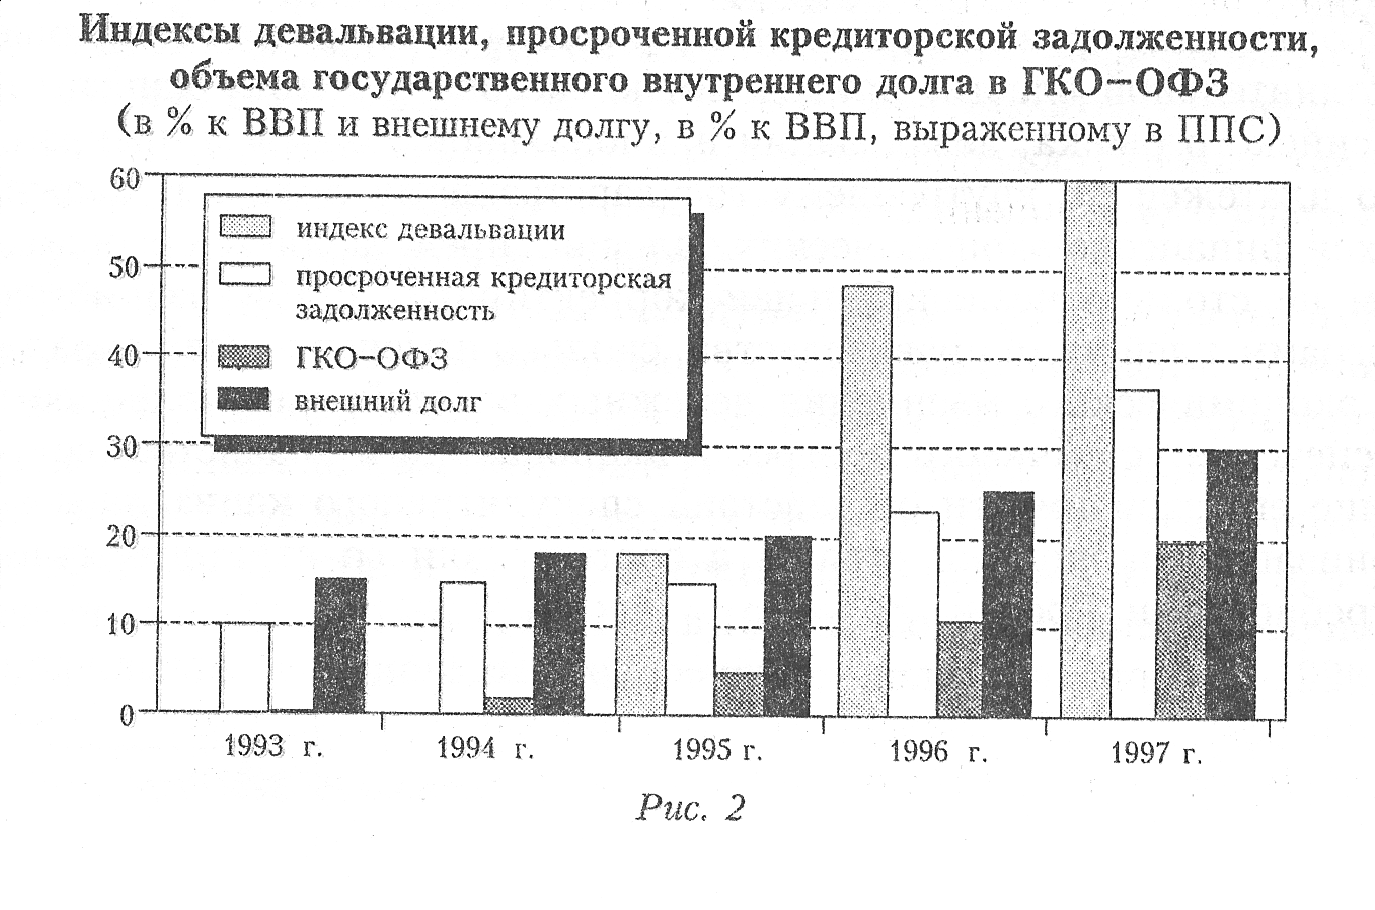 Индексы девальвации, просроченной кредиторской задолженности,
объема государственного внутреннего долга в ГКО—ОФЗ
(в % к ВВП и внешнему долгу, в % к ВВП, выраженному в ППС)
60
50
40
30
20
10
0
индекс девальвации
просроченная кредиторская
задолженность
ГКО—ОФЗ
внешний долг
1993 г.
1994 г.
1995 г.
1996 г.
1997 г.
Рис. 2